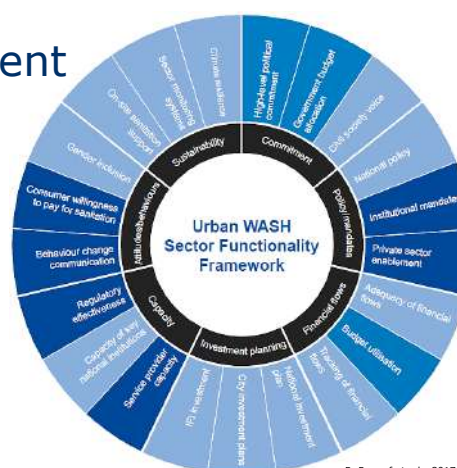 ent
Urban WASH
Sector Functionality
Framework
Commitment
High-level political
commitment
Government budget
allocation
Civil society voice
Policy/mandates
National policy
Institutional mandate
Private sector
enablement
Financial flows
Adequacy of financial
flows
Budget utilisation
Tracking of financial
flows
Investment planning
National investment
plan
City investment plans
IFI investment
Capacity
Service provider
capacity
Capacity of key
national institutions
Regulatory
effectiveness
Attitudes/behaviours
Behaviour change
communication
Consumer willingness
to pay for sanitation
Gender inclusion
Sustainability
On-site sanitation
support
Sector monitoring
systems
Climate resilience